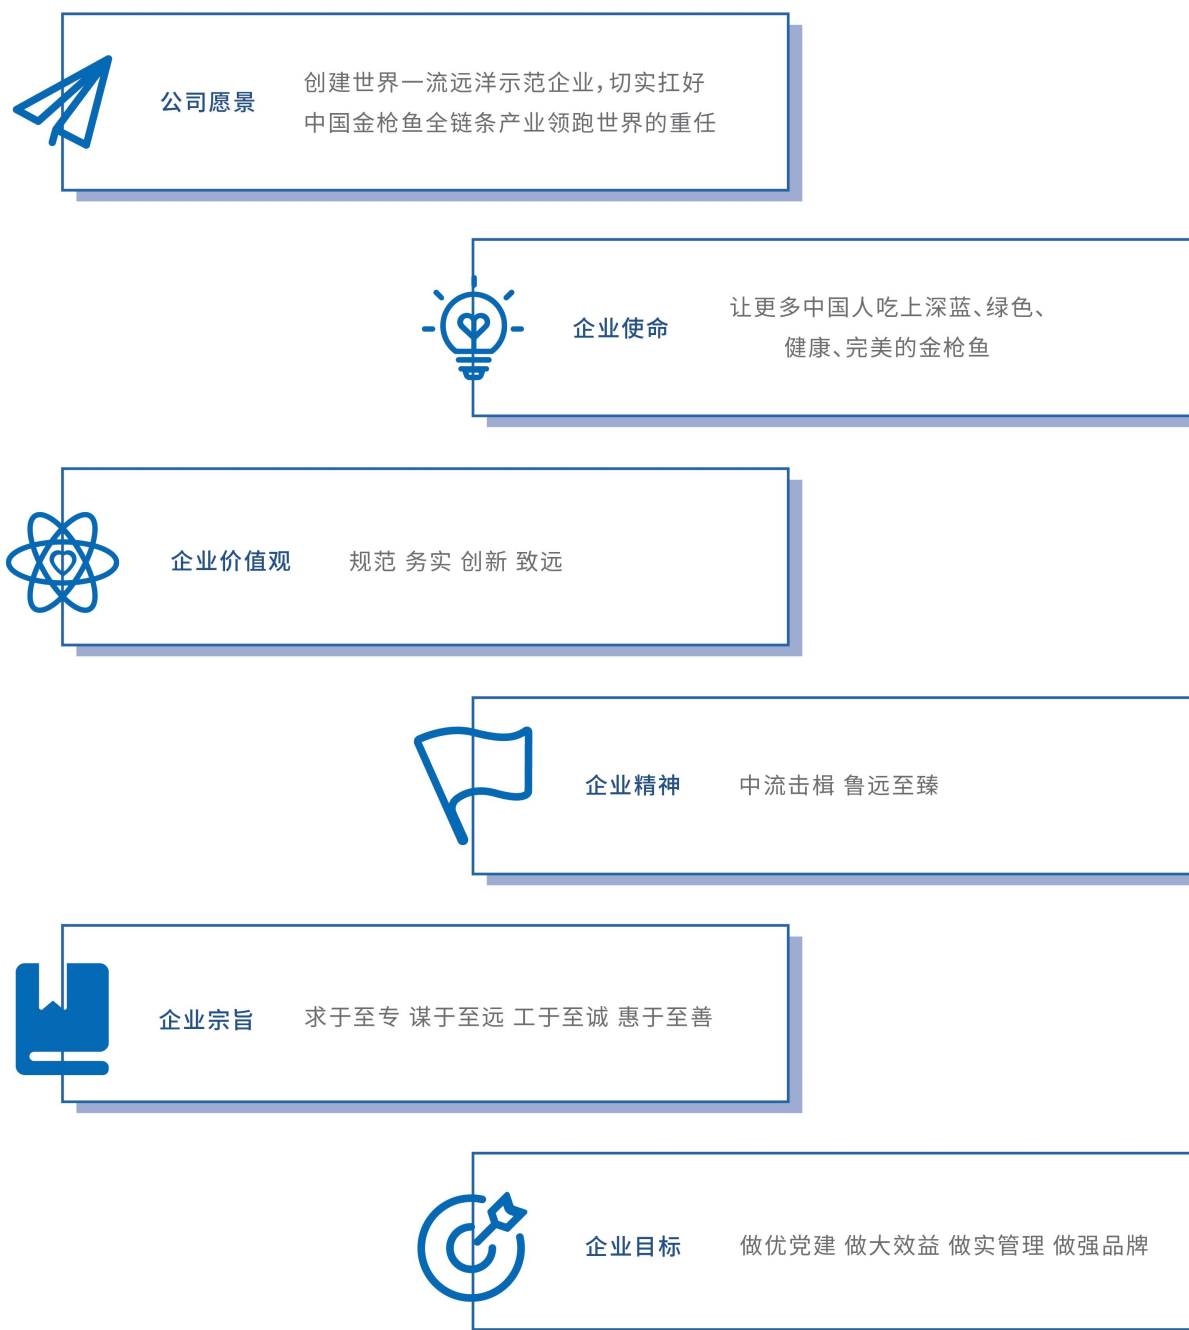 公司愿景
创建世界一流远洋示范企业，切实扛好
中国金枪鱼全链条产业领跑世界的重任
企业使命
让更多中国人吃上深蓝、绿色、
健康、完美的金枪鱼
企业价值观
规范 务实 创新 致远
企业精神
中流击楫 鲁远至臻
企业宗旨
求于至专 谋于至远 工于至诚 惠于至善
企业目标
做优党建 做大效益 做实管理 做强品牌